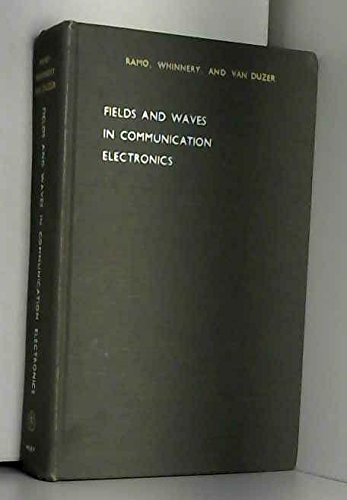 RAMO, WHINNERY, AND VAN DUZER
FIELDS AND WAVES
IN COMMUNICATION
ELECTRONICS
RAMO
WHINNERY
VAN DUZER
FIELDS AND WAVES IN COMMUNICATION ELECTRONICS
WILEY